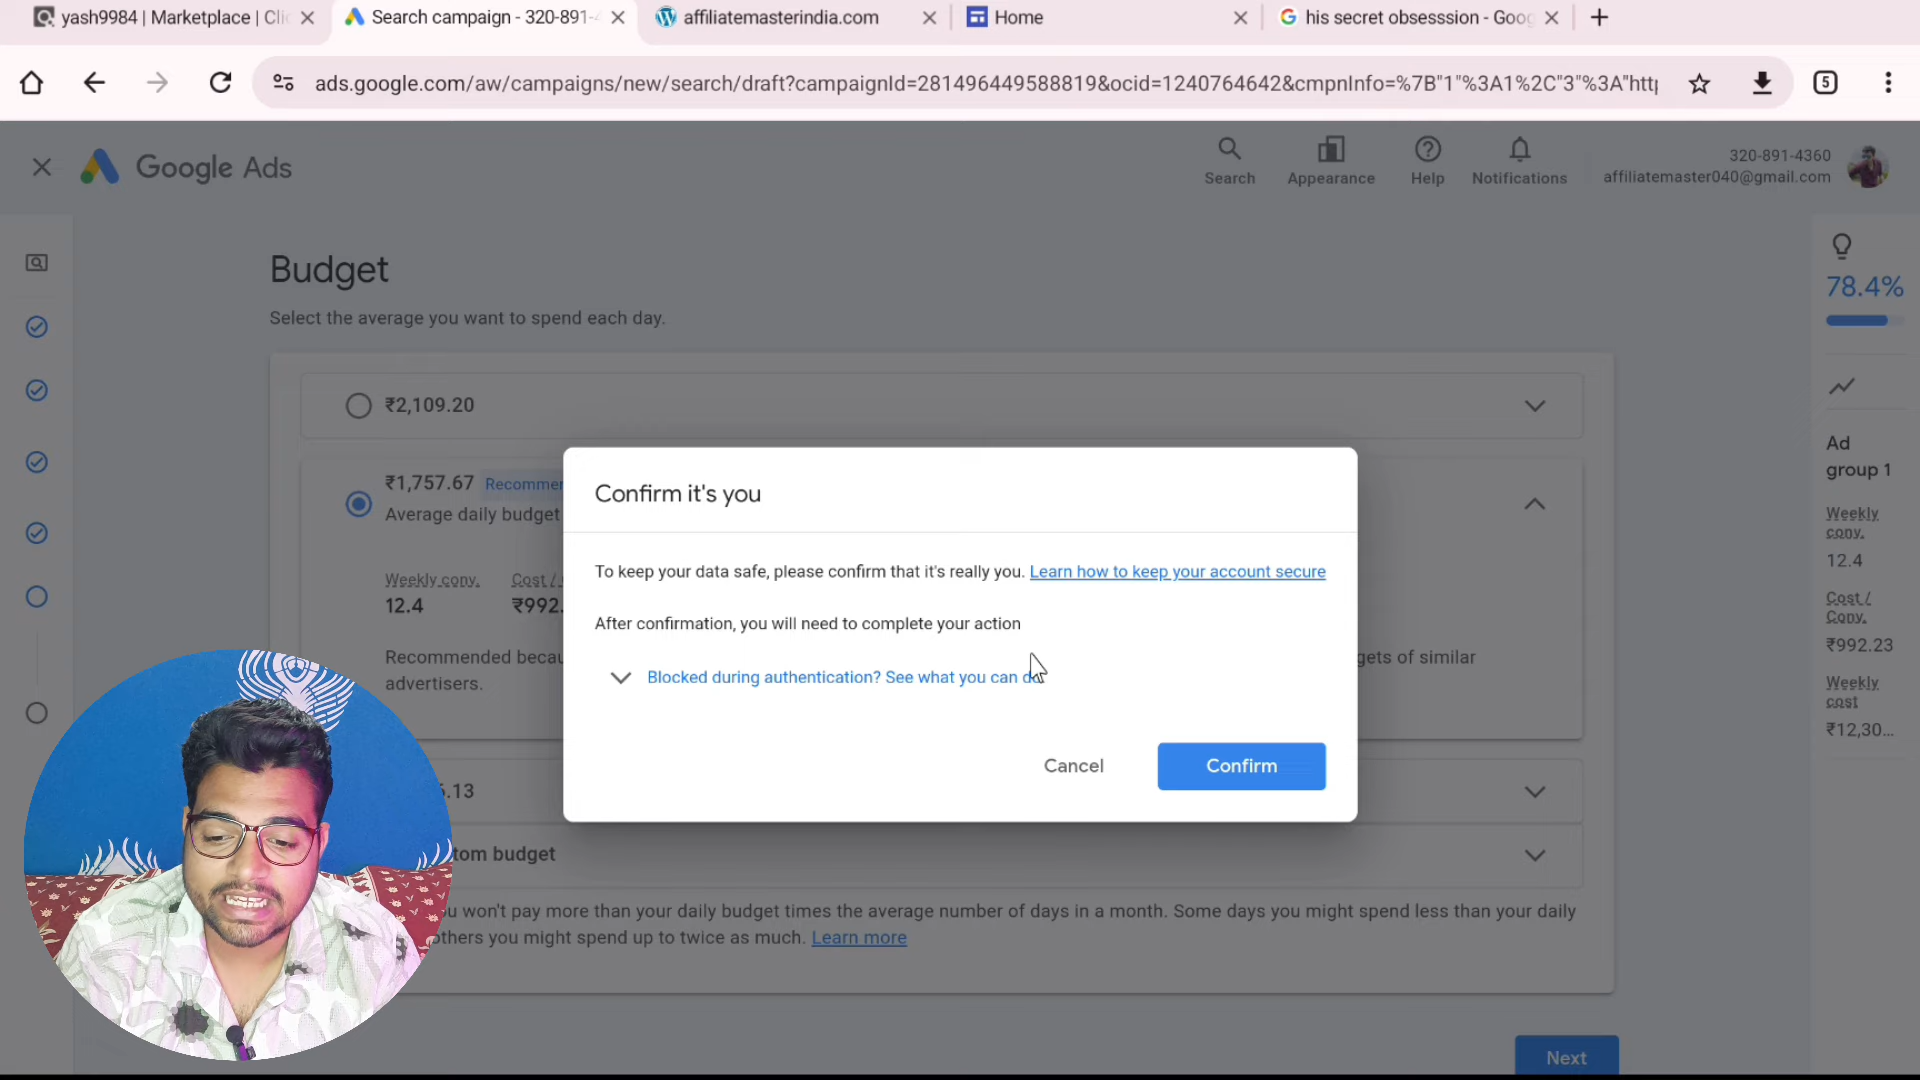 yash9984 | Marketplace | Cli
Search campaign - 320-891-
affiliatemasterindia.com
Home
his secret obsesssion - Goog
ads.google.com/aw/campaigns/new/search/draft?campaignId=281496449588819&ocid=1240764642&cmpnInfo=%7B"1"%3A1%2C"3"%3A"http
5
Google Ads
Search
Appearance
Help
Notifications
320-891-4360
affiliatemaster040@gmail.com
Budget
Select the average you want to spend each day.
₹2,109.20
₹1,757.67 Recommen
Average daily budget
Weekly conv. Cost /
12.4 ₹992.
Recommended becau gets of similar
advertisers.
6.13
tom budget
u won't pay more than your daily budget times the average number of days in a month. Some days you might spend less than your daily
others you might spend up to twice as much. Learn more
Next
Confirm it's you
To keep your data safe, please confirm that it's really you. Learn how to keep your account secure
After confirmation, you will need to complete your action
Blocked during authentication? See what you can do
Cancel
Confirm
78.4%
Ad
group 1
Weekly
conv.
12.4
Cost /
Conv.
₹992.23
Weekly
cost
₹12,30...